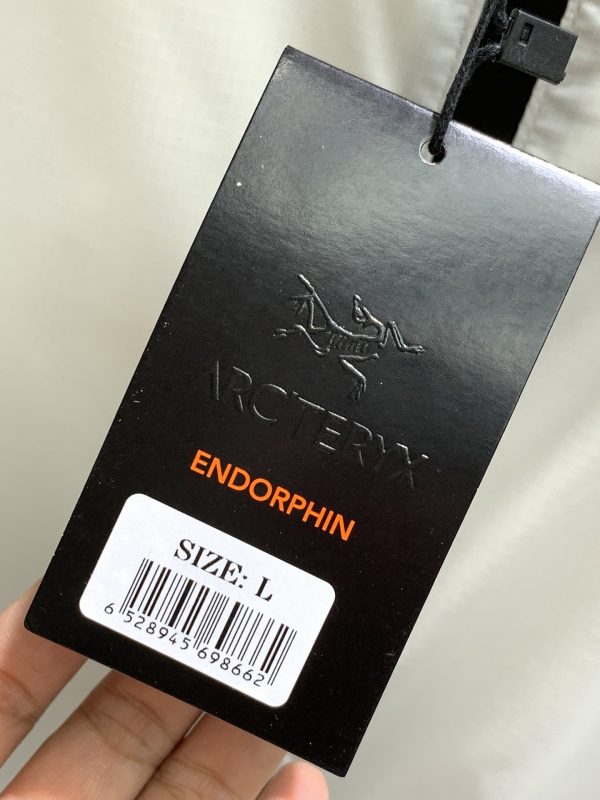 ARC'TERYX
ENDORPHIN
SIZE: L
6 528945 698662